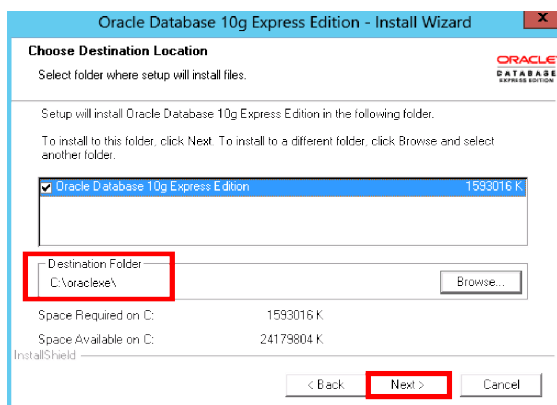 Oracle Database 10g Express Edition - Install Wizard
X
Choose Destination Location
Select folder where setup will install files.
ORACLE
DATABASE
EXPRESS EDITION
Setup will install Oracle Database 10g Express Edition in the following folder.
To install to this folder, click Next. To install to a different folder, click Browse and select
another folder.
Oracle Database 10g Express Edition 1593016 K
Destination Folder
C:\oraclexe\
Browse...
Space Required on C: 1593016 K
Space Available on C: 24179804 K
InstallShield
< Back Next > Cancel